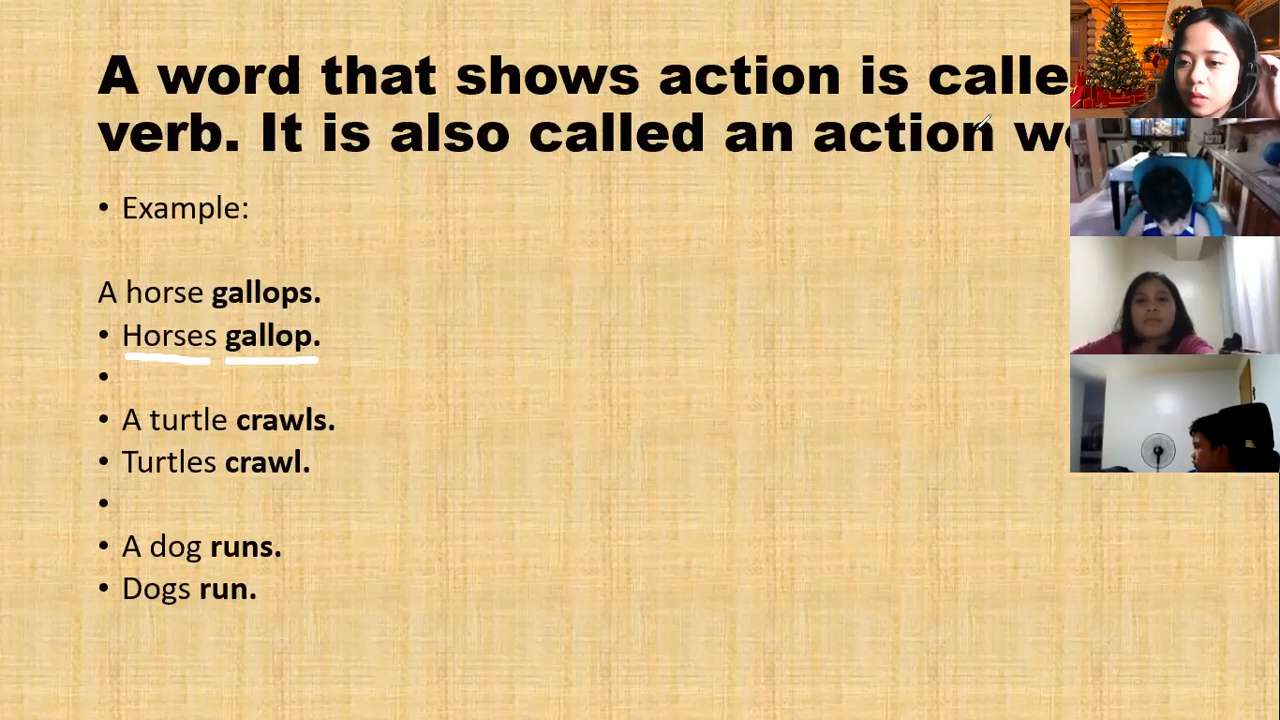 A word that shows action is calle
verb. It is also called an action w
• Example:
A horse gallops.
• Horses gallop.
•
• A turtle crawls.
• Turtles crawl.
•
• A dog runs.
• Dogs run.